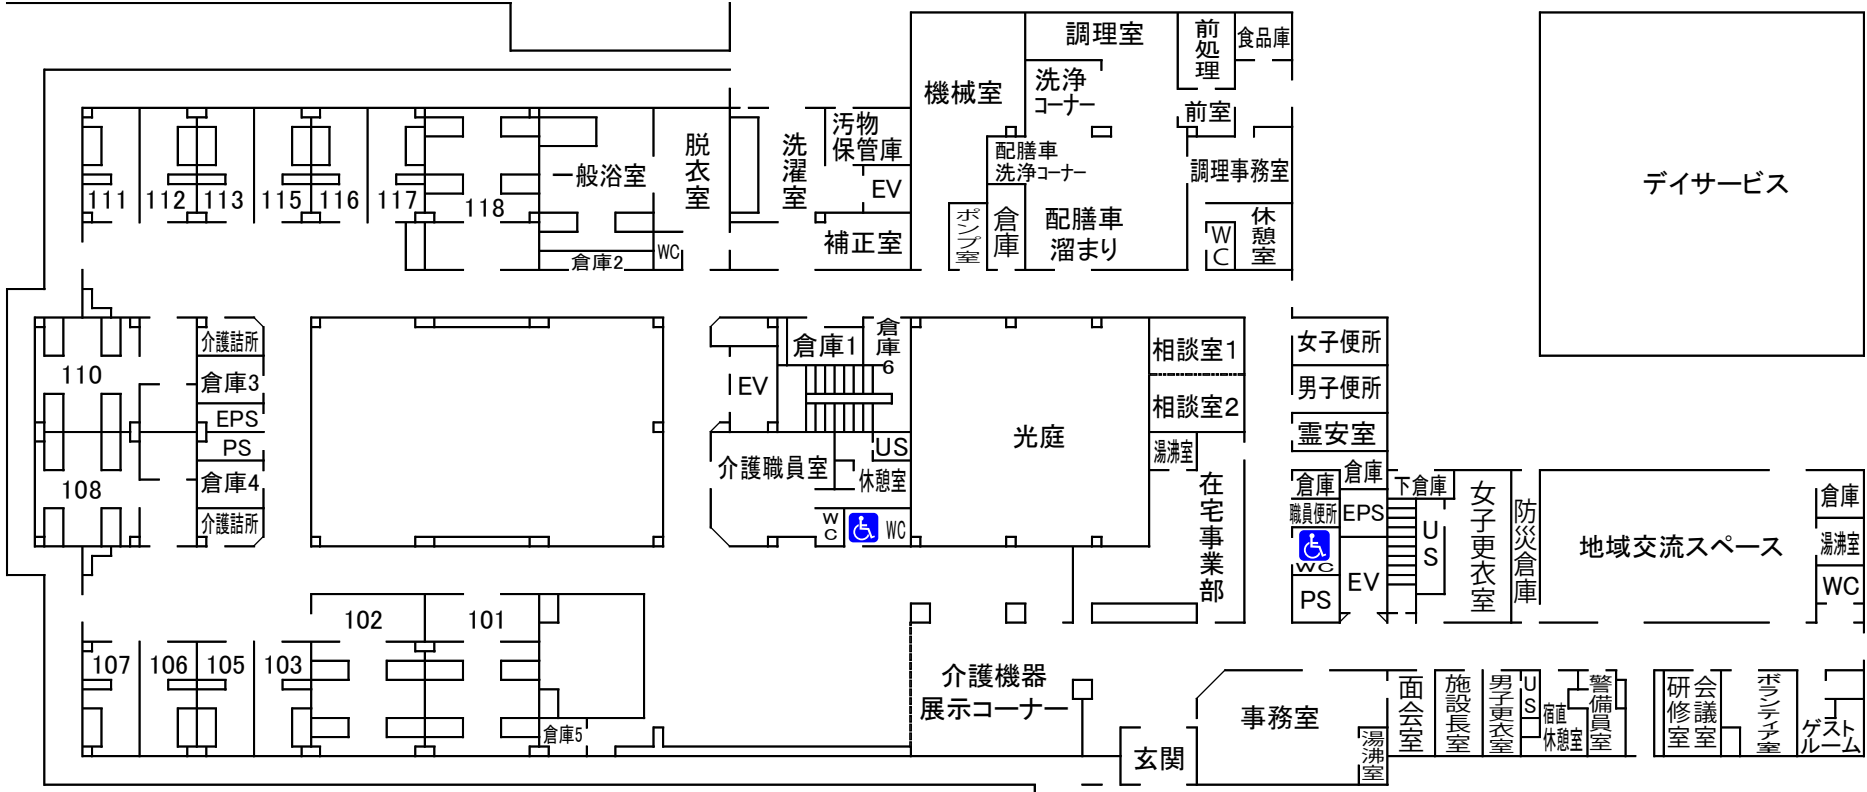 調理室
前処理
食品庫
機械室
洗浄
コーナー
前室
汚物
保管庫
脱衣室
洗濯室
一般浴室
配膳車
洗浄コーナー
調理事務室
デイサービス
111
112
113
115
116
117
118
EV
倉庫2
WC
補正室
ポンプ室
倉庫
配膳車
溜まり
WC
休憩室
介護詰所
110
倉庫3
EPS
PS
108
倉庫4
介護詰所
倉庫1
倉庫6
EV
介護職員室
US
休憩室
WC
WC
光庭
相談室1
相談室2
湯沸室
在宅事業部
女子便所
男子便所
霊安室
倉庫
倉庫
下倉庫
職員便所
EPS
WC
EV
PS
US
女子更衣室
防災倉庫
地域交流スペース
倉庫
湯沸室
WC
102
101
107
106
105
103
倉庫5
介護機器
展示コーナー
玄関
事務室
湯沸室
面会室
施設長室
男子更衣室
US
宿直
休憩室
警備員室
研修室
会議室
ボランティア室
ゲスト
ルーム